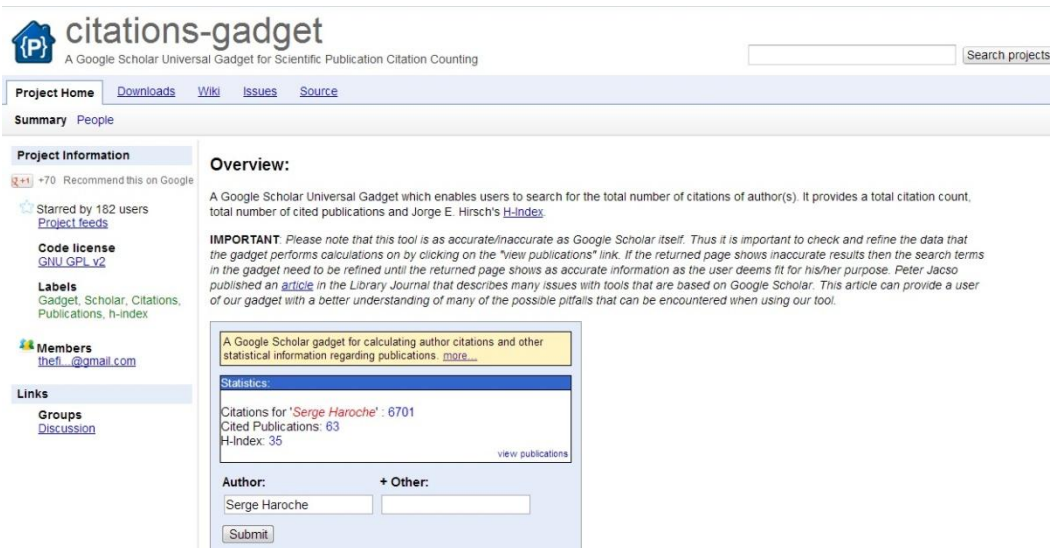 {P}
citations-gadget
A Google Scholar Universal Gadget for Scientific Publication Citation Counting
Search projects
Project Home Downloads Wiki Issues Source
Summary People
Project Information
+1 +70 Recommend this on Google
Starred by 182 users
Project feeds
Code license
GNU GPL v2
Labels
Gadget, Scholar, Citations,
Publications, h-index
Members
thefi...@gmail.com
Links
Groups
Discussion
Overview:
A Google Scholar Universal Gadget which enables users to search for the total number of citations of author(s). It provides a total citation count,
total number of cited publications and Jorge E. Hirsch's H-Index.
IMPORTANT: Please note that this tool is as accurate/inaccurate as Google Scholar itself. Thus it is important to check and refine the data that
the gadget performs calculations on by clicking on the "view publications" link. If the returned page shows inaccurate results then the search terms
in the gadget need to be refined until the returned page shows as accurate information as the user deems fit for his/her purpose. Peter Jacso
published an article in the Library Journal that describes many issues with tools that are based on Google Scholar. This article can provide a user
of our gadget with a better understanding of many of the possible pitfalls that can be encountered when using our tool.
A Google Scholar gadget for calculating author citations and other
statistical information regarding publications. more...
Statistics:
Citations for 'Serge Haroche' : 6701
Cited Publications: 63
H-Index: 35
view publications
Author: + Other:
Serge Haroche
Submit